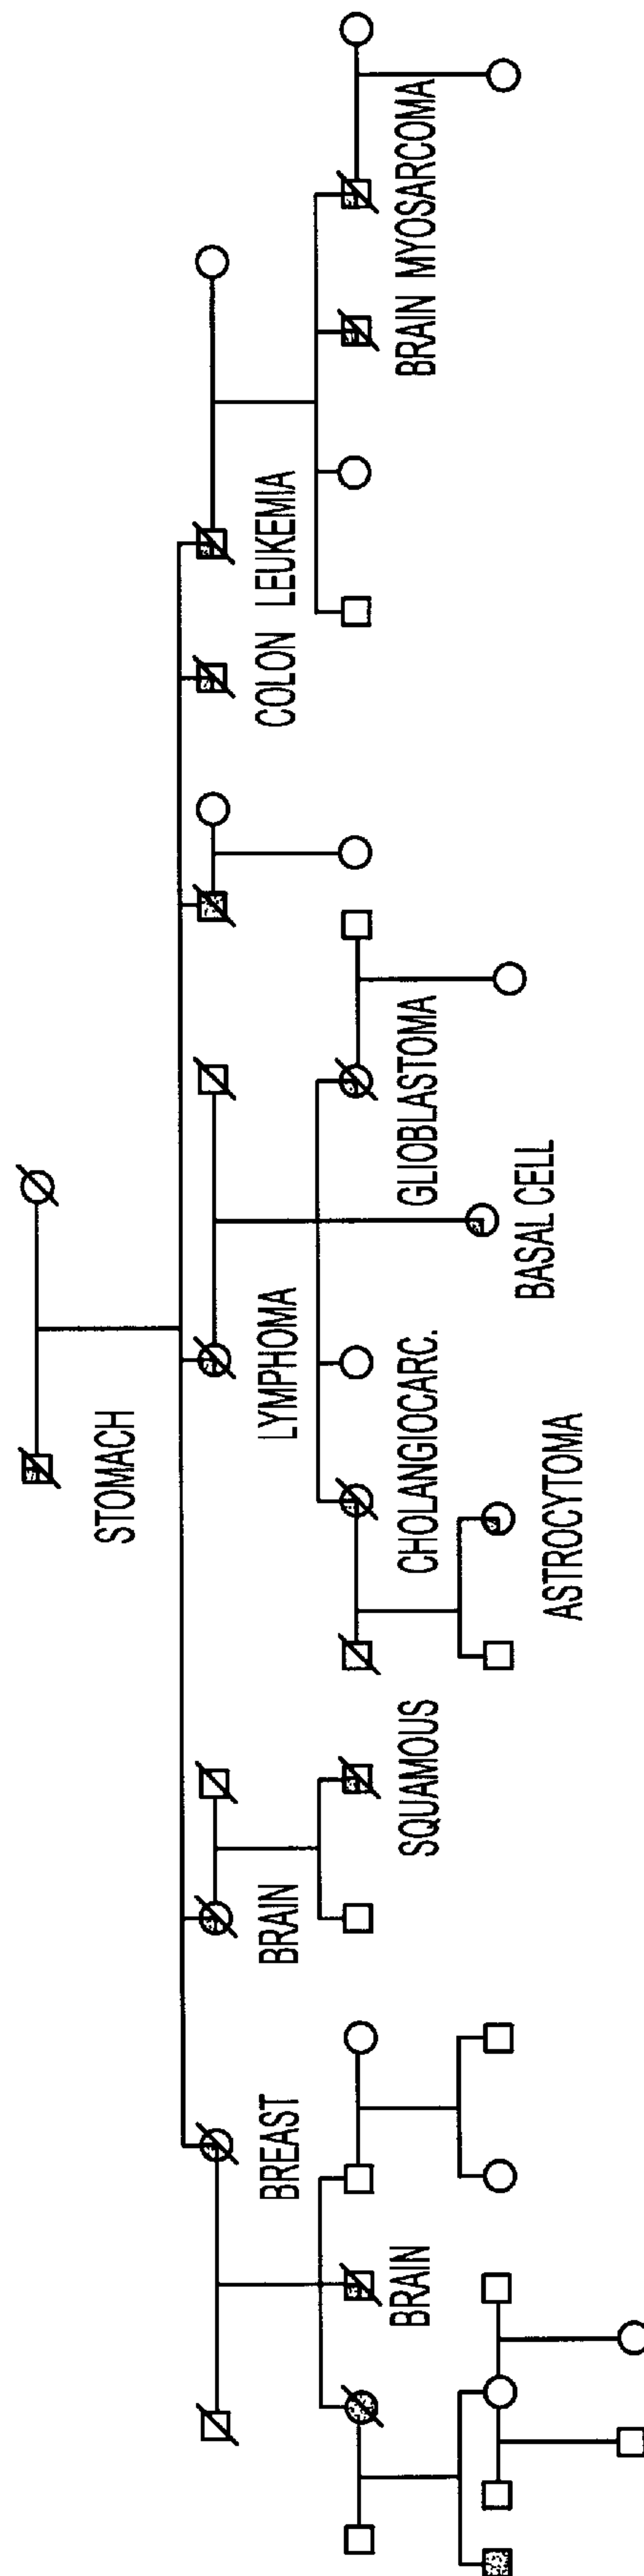 STOMACH
BREAST
BRAIN
LYMPHOMA
COLON LEUKEMIA
BRAIN
SQUAMOUS
CHOLANGIOCARC.
GLIOBLASTOMA
BRAIN MYOSARCOMA
ASTROCYTOMA
BASAL CELL